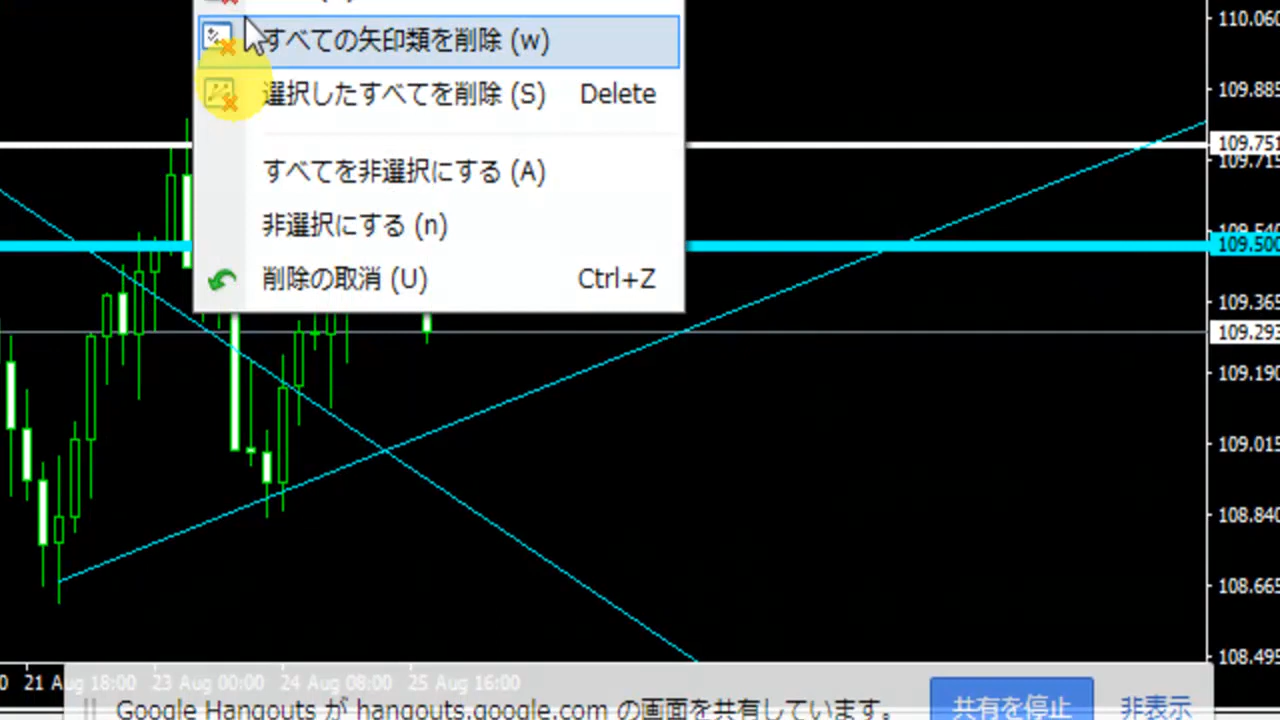 すべての矢印類を削除 (w)
選択したすべてを削除 (S) Delete
すべてを非選択にする (A)
非選択にする (n)
削除の取消 (U) Ctrl+Z
110.060
109.885
109.751
109.715
109.540
109.500
109.365
109.293
109.190
109.015
108.840
108.665
108.495
0 21 Aug 18:00 23 Aug 00:00 24 Aug 08:00 25 Aug 16:00
Google Hangouts が hangouts.google.com の画面を共有しています。 共有を停止 非表示